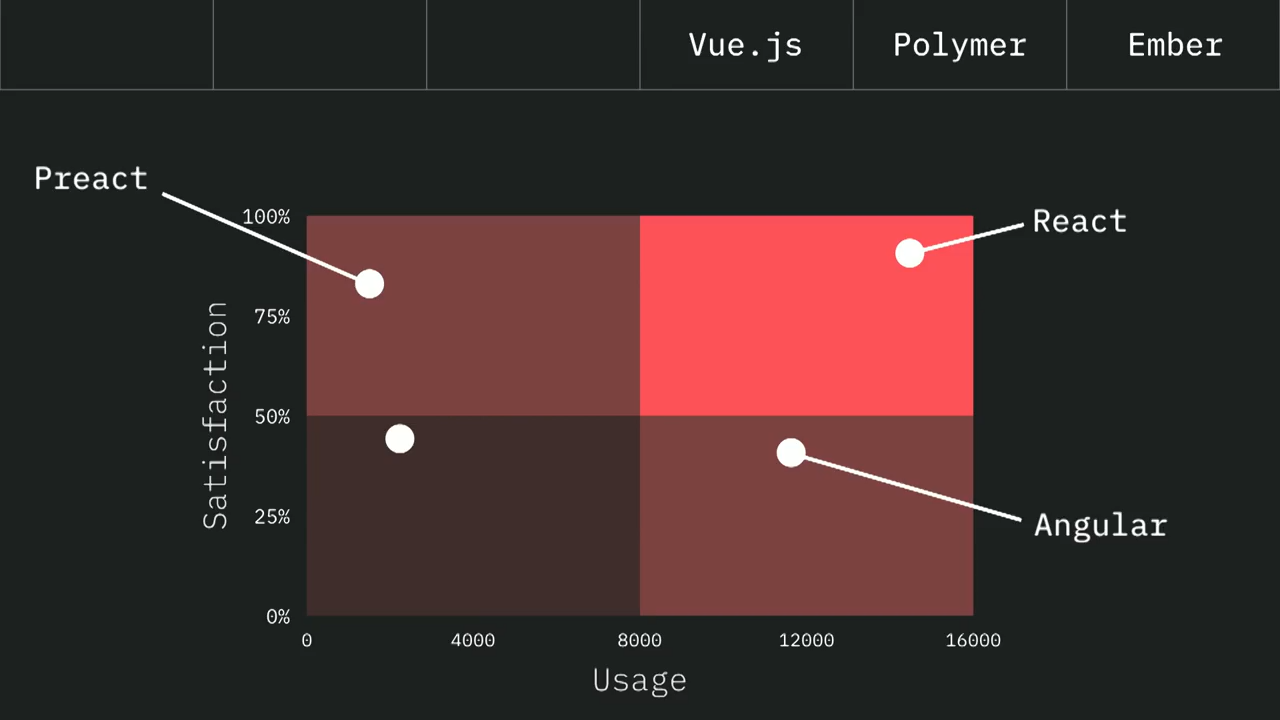 Vue.js
Polymer
Ember
Preact
React
Angular
Satisfaction
100%
75%
50%
25%
0%
0
4000
8000
12000
16000
Usage